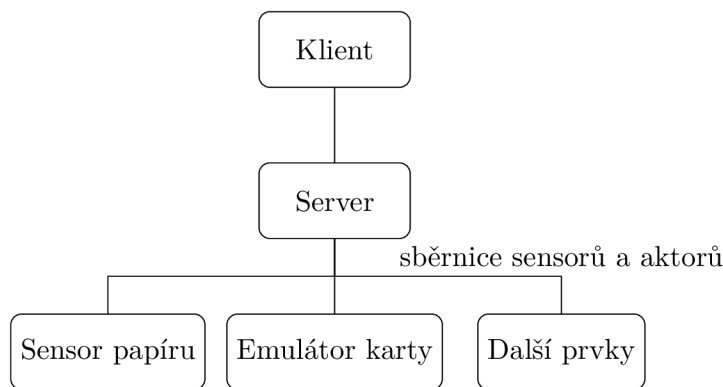 Klient
Server
sběrnice sensorů a aktorů
Sensor papíru
Emulátor karty
Další prvky